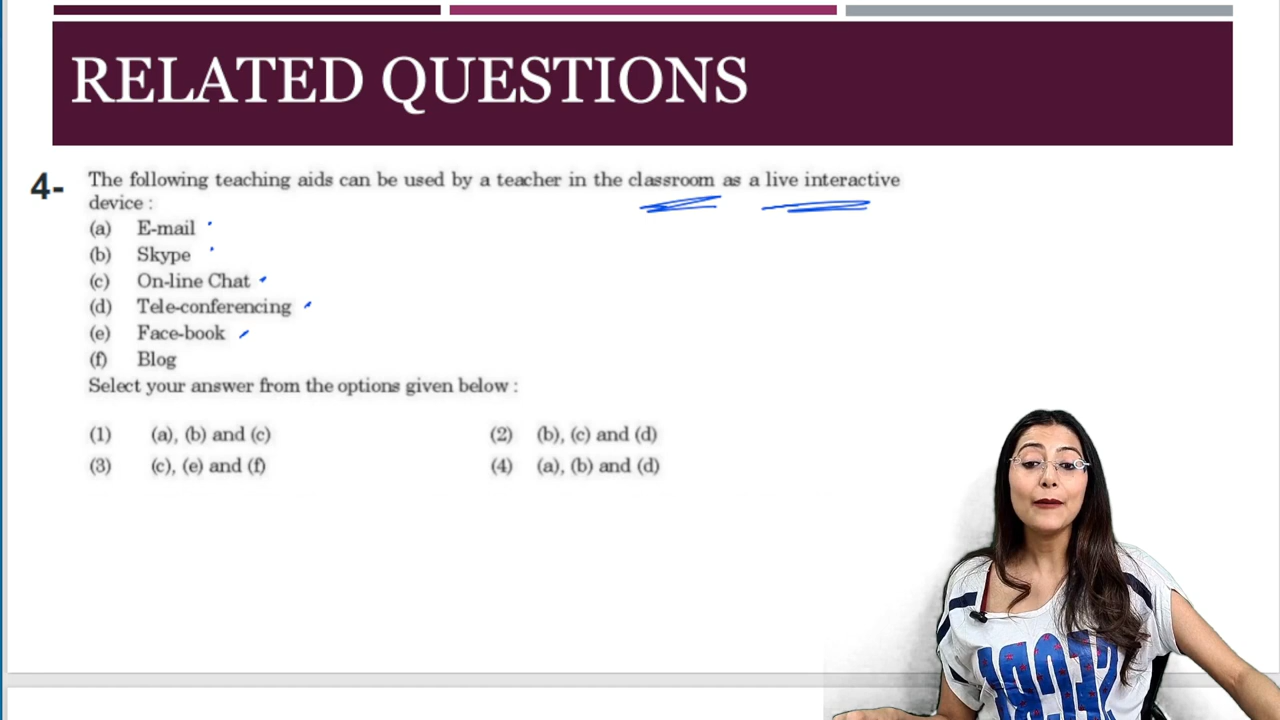 RELATED QUESTIONS
4- The following teaching aids can be used by a teacher in the classroom as a live interactive
device :
(a) E-mail
(b) Skype
(c) On-line Chat
(d) Tele-conferencing
(e) Face-book
(f) Blog
Select your answer from the options given below :
(1) (a), (b) and (c) (2) (b), (c) and (d)
(3) (c), (e) and (f) (4) (a), (b) and (d)